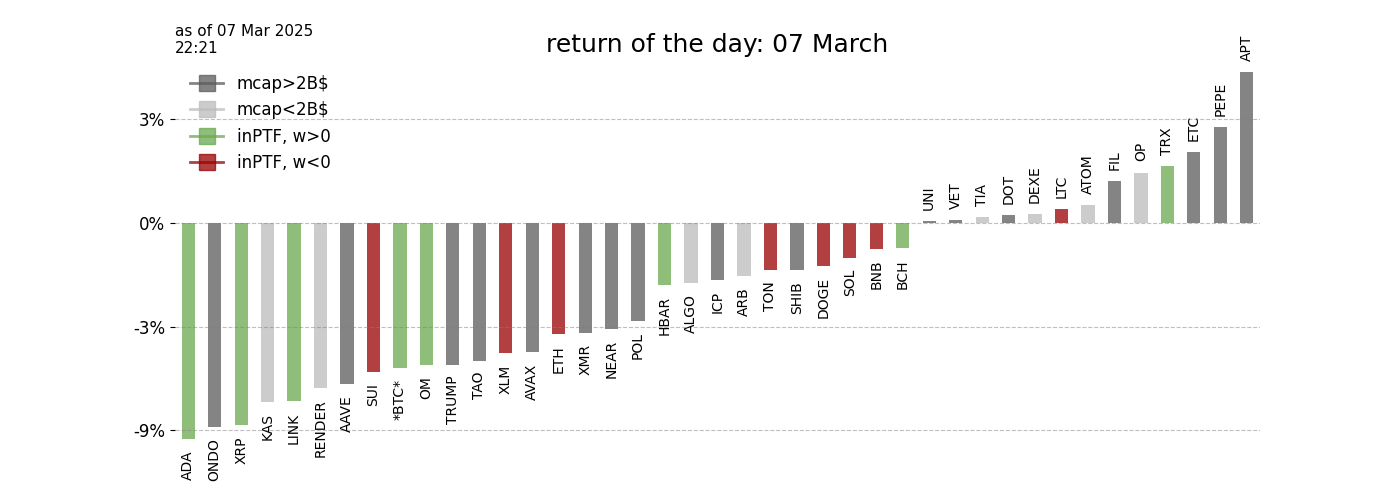 as of 07 Mar 2025
22:21
return of the day: 07 March
mcap>2B$
mcap<2B$
inPTF, w>0
inPTF, w<0
3%
0%
-3%
-9%
ADA
ONDO
XRP
KAS
LINK
RENDER
AAVE
SUI
*BTC*
OM
TRUMP
TAO
XLM
AVAX
ETH
XMR
NEAR
POL
HBAR
ALGO
ICP
ARB
TON
SHIB
DOGE
SOL
BNB
BCH
UNI
VET
TIA
DOT
DEXE
LTC
ATOM
FIL
OP
TRX
ETC
PEPE
APT